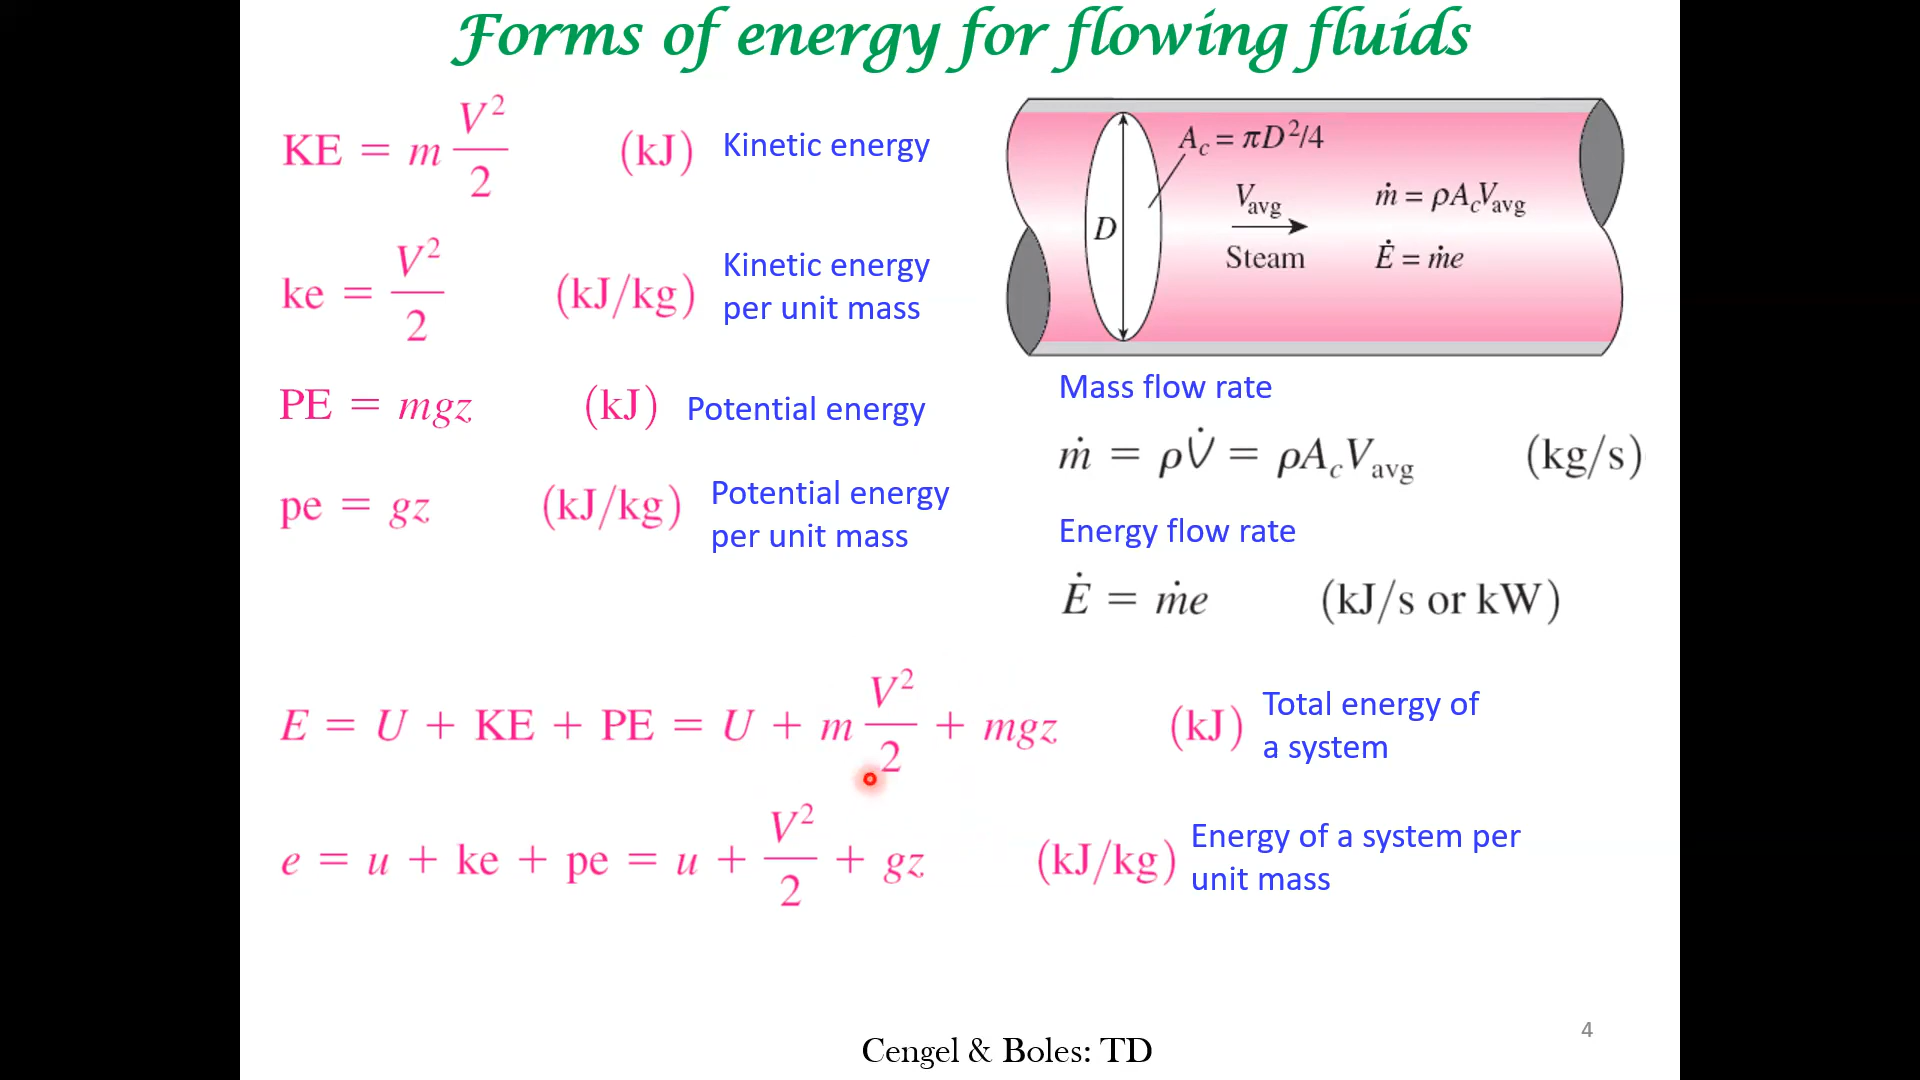 Forms of energy for flowing fluids
KE = m V²/2 (kJ) Kinetic energy
ke = V²/2 (kJ/kg) Kinetic energy
per unit mass
PE = mgz (kJ) Potential energy
pe = gz (kJ/kg) Potential energy
per unit mass
A_c = πD²/4
D
V_avg
Steam
ṁ = ρA_cV_avg
Ė = ṁe
Mass flow rate
ṁ = ρV̇ = ρA_cV_avg (kg/s)
Energy flow rate
Ė = ṁe (kJ/s or kW)
E = U + KE + PE = U + m V²/2 + mgz (kJ) Total energy of
a system
e = u + ke + pe = u + V²/2 + gz (kJ/kg) Energy of a system per
unit mass
4
Cengel & Boles: TD